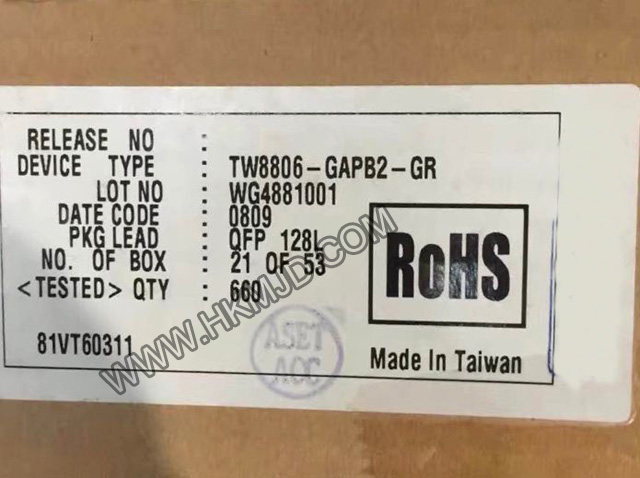 RELEASE NO :
DEVICE TYPE : TW8806-GAPB2-GR
LOT NO : WG4881001
DATE CODE : 0809
PKG LEAD : QFP 128L
NO. OF BOX : 21 OF 53
<TESTED> QTY : 660
81VT60311
RoHS
Made In Taiwan
ASET
AOC
WWW.HKMJD.COM